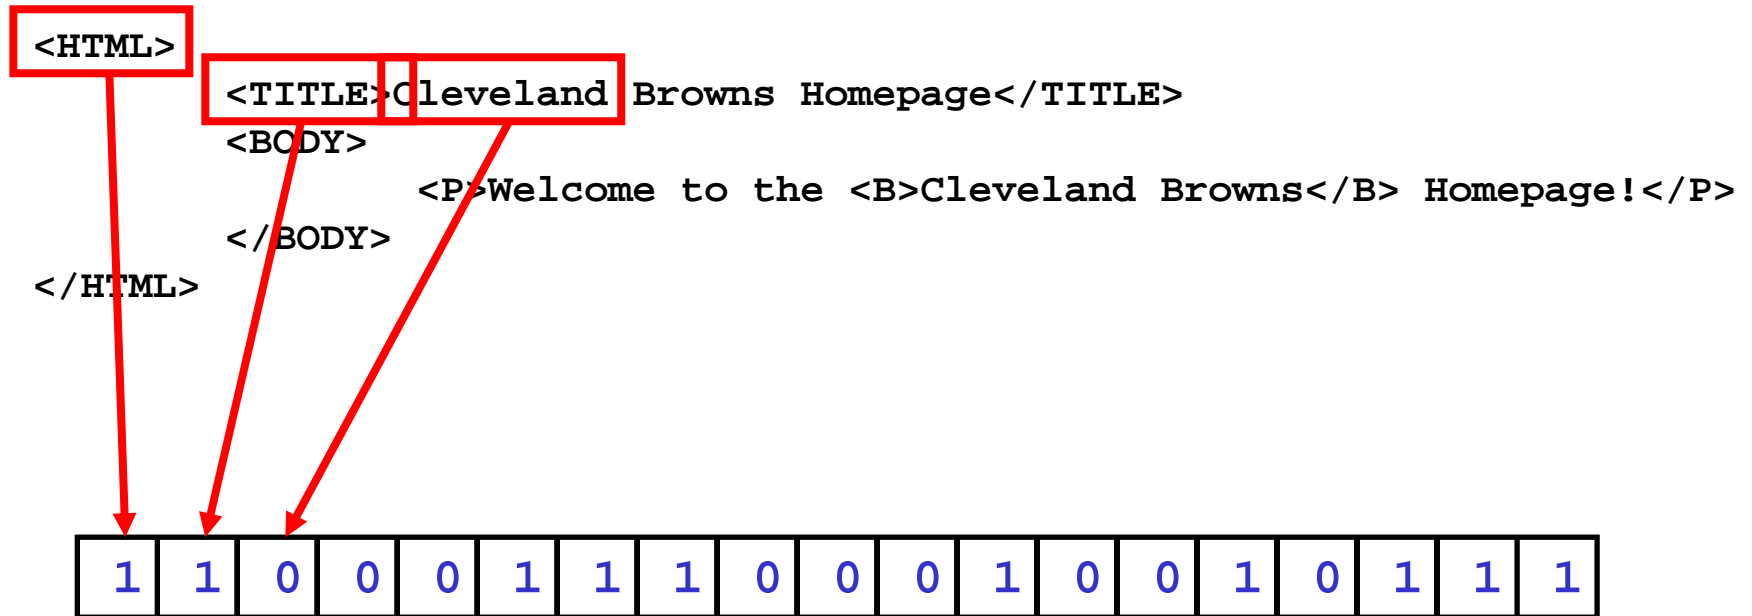 <HTML>
<TITLE>Cleveland Browns Homepage</TITLE>
<BODY>
<P>Welcome to the <B>Cleveland Browns</B> Homepage!</P>
</BODY>
</HTML>
1 1 0 0 0 1 1 1 0 0 0 1 0 0 1 0 1 1 1